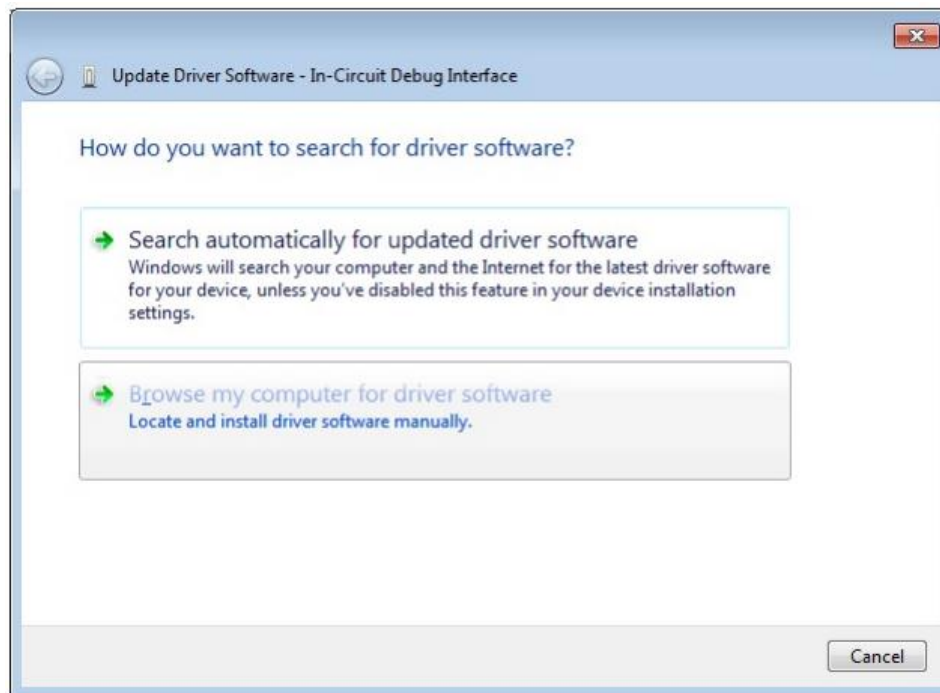 Update Driver Software - In-Circuit Debug Interface
How do you want to search for driver software?
Search automatically for updated driver software
Windows will search your computer and the Internet for the latest driver software
for your device, unless you've disabled this feature in your device installation
settings.
Browse my computer for driver software
Locate and install driver software manually.
Cancel